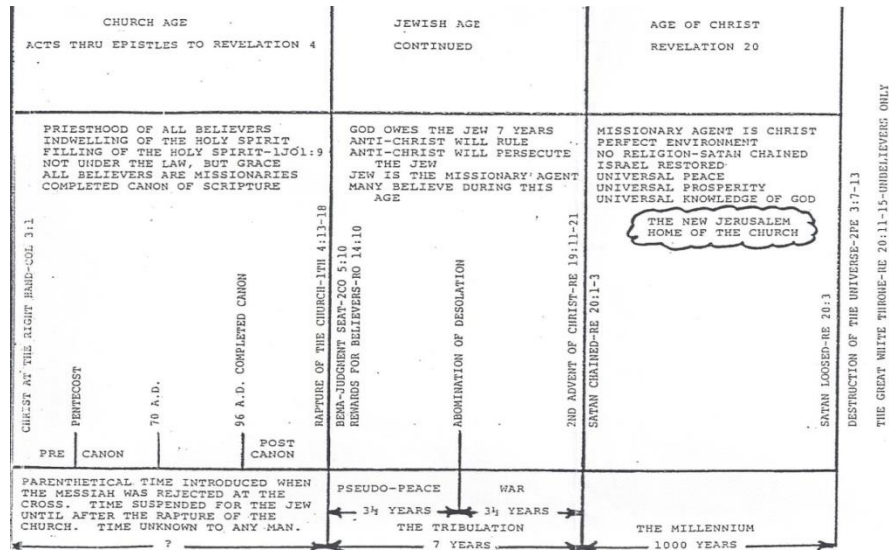 CHURCH AGE
ACTS THRU EPISTLES TO REVELATION 4
JEWISH AGE
CONTINUED
AGE OF CHRIST
REVELATION 20
PRIESTHOOD OF ALL BELIEVERS
INDWELLING OF THE HOLY SPIRIT
FILLING OF THE HOLY SPIRIT-1JO1:9
NOT UNDER THE LAW, BUT GRACE
ALL BELIEVERS ARE MISSIONARIES
COMPLETED CANON OF SCRIPTURE
GOD OWES THE JEW 7 YEARS
ANTI-CHRIST WILL RULE
ANTI-CHRIST WILL PERSECUTE
THE JEW
JEW IS THE MISSIONARY AGENT
MANY BELIEVE DURING THIS
AGE
MISSIONARY AGENT IS CHRIST
PERFECT ENVIRONMENT
NO RELIGION-SATAN CHAINED
ISRAEL RESTORED
UNIVERSAL PEACE
UNIVERSAL PROSPERITY
UNIVERSAL KNOWLEDGE OF GOD
THE NEW JERUSALEM
HOME OF THE CHURCH
CHRIST AT THE RIGHT HAND-COL 3:1
PENTECOST
70 A.D.
96 A.D. COMPLETED CANON
RAPTURE OF THE CHURCH-1TH 4:13-18
BEMA-JUDGMENT SEAT-2CO 5:10
REWARDS FOR BELIEVERS-RO 14:10
ABOMINATION OF DESOLATION
2ND ADVENT OF CHRIST-RE 19:11-21
SATAN CHAINED-RE 20:1-3
SATAN LOOSED-RE 20:3
DESTRUCTION OF THE UNIVERSE-2PE 3:7-13
THE GREAT WHITE THRONE-RE 20:11-15-UNBELIEVERS ONLY
PRE CANON
POST
CANON
PARENTHETICAL TIME INTRODUCED WHEN
THE MESSIAH WAS REJECTED AT THE
CROSS. TIME SUSPENDED FOR THE JEW
UNTIL AFTER THE RAPTURE OF THE
CHURCH. TIME UNKNOWN TO ANY MAN.
?
PSEUDO-PEACE WAR
3½ YEARS 3½ YEARS
THE TRIBULATION
7 YEARS
THE MILLENNIUM
1000 YEARS